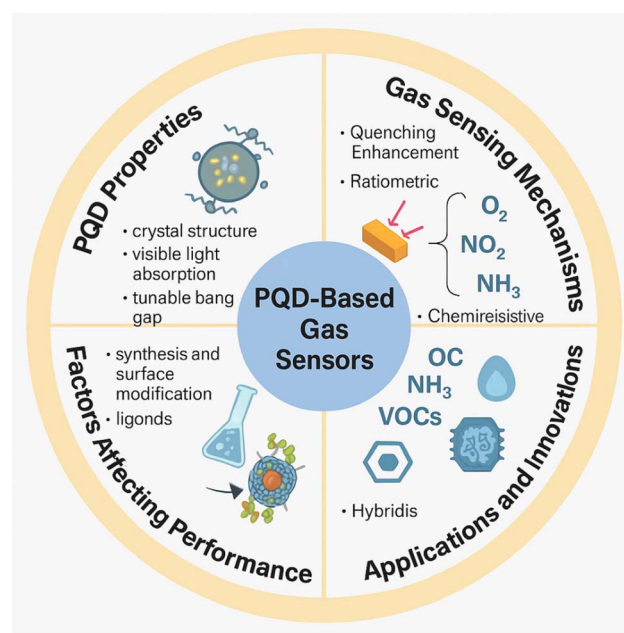 PQD Properties
• crystal structure
• visible light
absorption
• tunable bang
gap
Gas Sensing Mechanisms
• Quenching
Enhancement
• Ratiometric
O₂
NO₂
NH₃
• Chemireisistive
PQD-Based
Gas
Sensors
Factors Affecting Performance
• synthesis and
surface
modification
• ligonds
OC
NH₃
VOCs
• Hybridis
Applications and Innovations